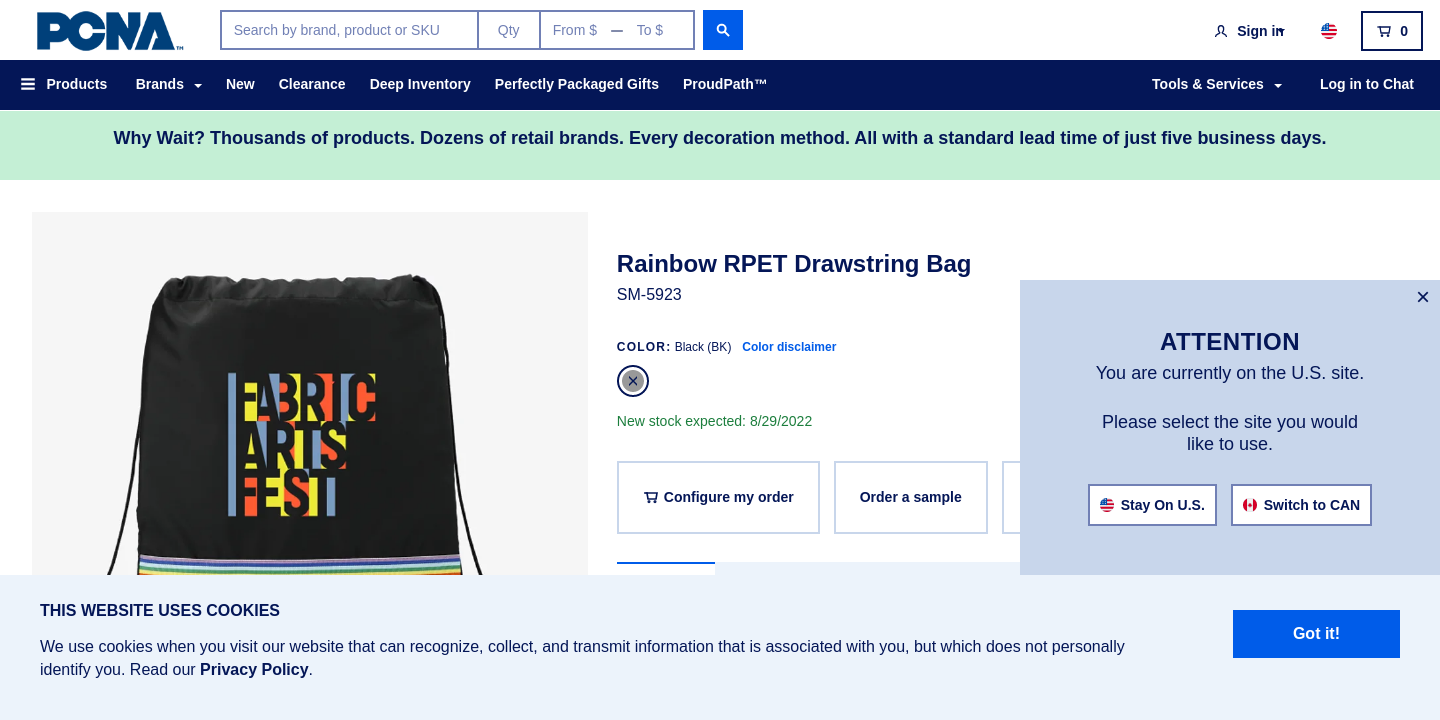 PCNA™
Search by brand, product or SKU
Qty
From $
To $
Sign in
0
Products
Brands
New
Clearance
Deep Inventory
Perfectly Packaged Gifts
ProudPath™
Tools & Services
Log in to Chat
Why Wait? Thousands of products. Dozens of retail brands. Every decoration method. All with a standard lead time of just five business days.
FABRIC
ARTS
FEST
Rainbow RPET Drawstring Bag
SM-5923
COLOR: Black (BK) Color disclaimer
New stock expected: 8/29/2022
Configure my order
Order a sample
ATTENTION
You are currently on the U.S. site.
Please select the site you would
like to use.
Stay On U.S.
Switch to CAN
THIS WEBSITE USES COOKIES
We use cookies when you visit our website that can recognize, collect, and transmit information that is associated with you, but which does not personally
identify you. Read our Privacy Policy.
Got it!